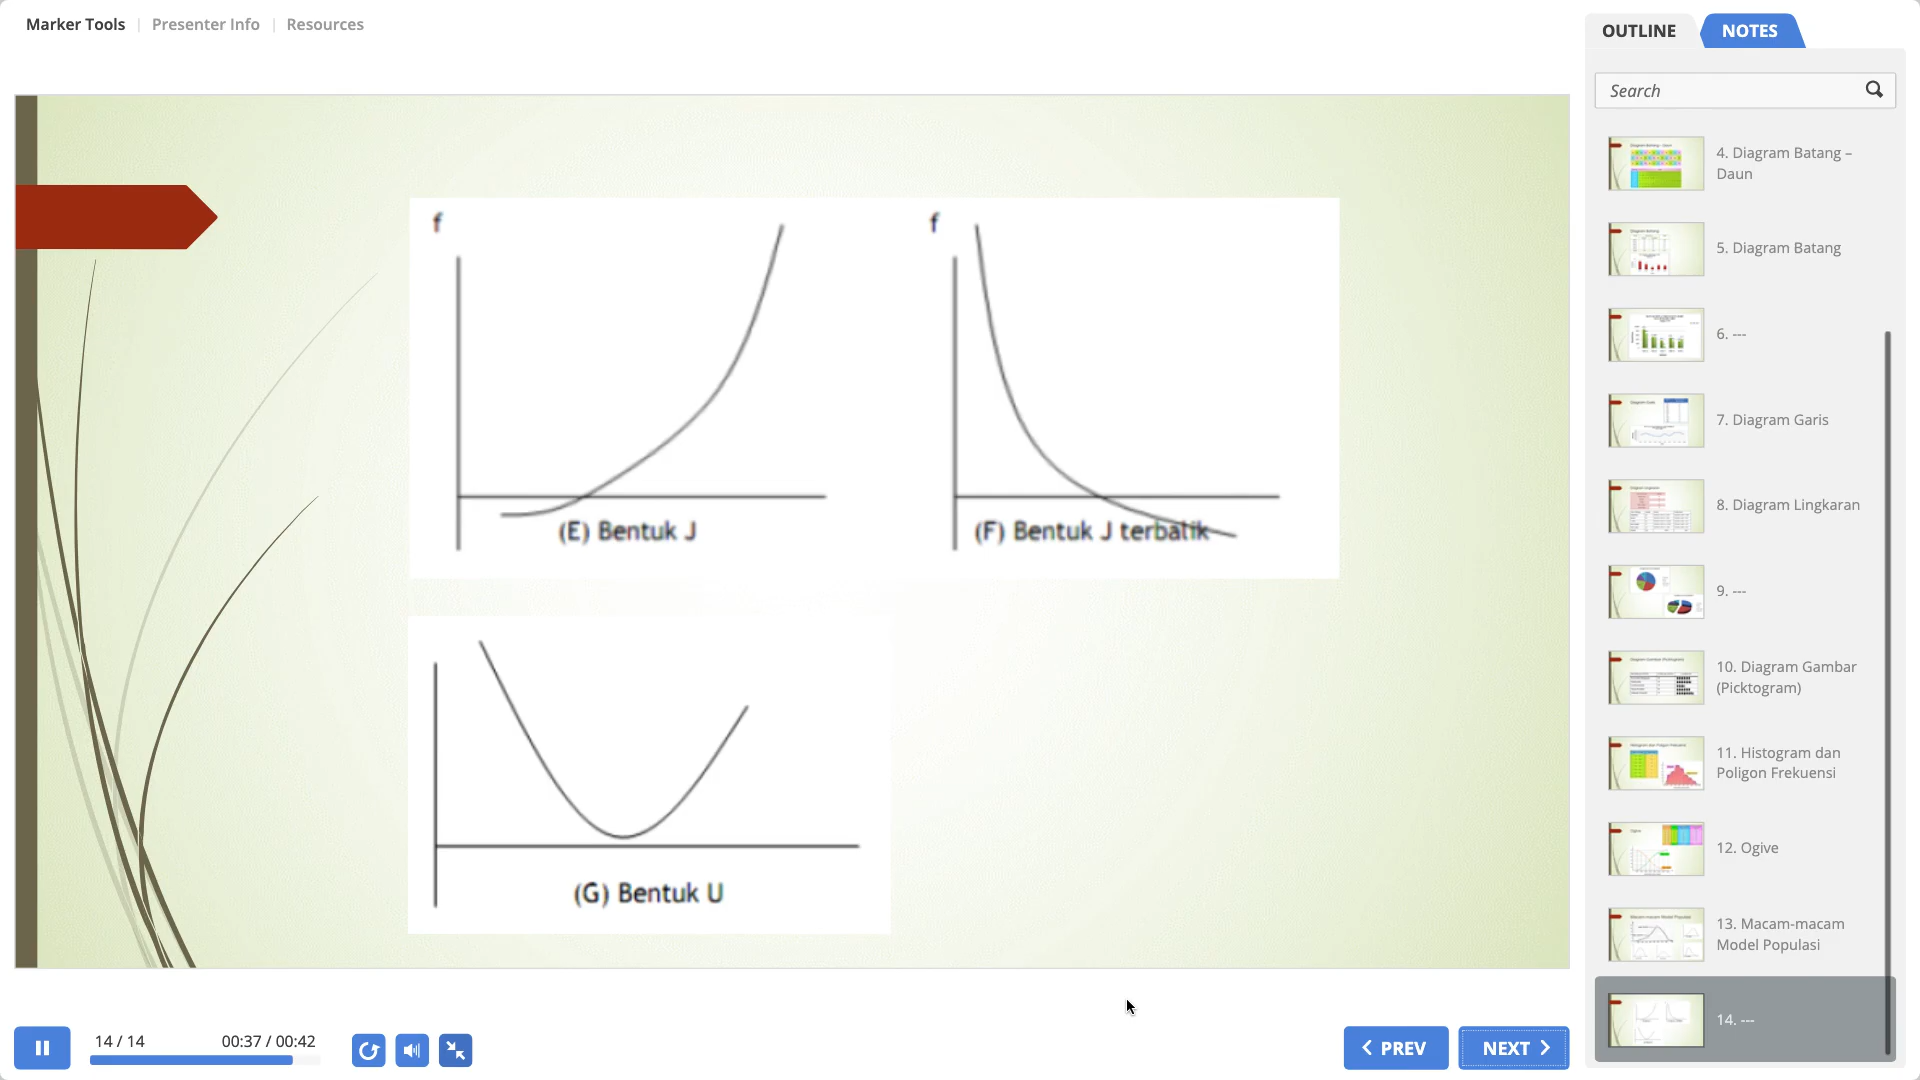 Marker Tools
Presenter Info
Resources
OUTLINE
NOTES
Search
f
f
(E) Bentuk J
(F) Bentuk J terbalik
(G) Bentuk U
4. Diagram Batang –
Daun
5. Diagram Batang
6. ---
7. Diagram Garis
8. Diagram Lingkaran
9. ---
10. Diagram Gambar
(Picktogram)
11. Histogram dan
Poligon Frekuensi
12. Ogive
13. Macam-macam
Model Populasi
14. ---
14 / 14
00:37 / 00:42
PREV
NEXT